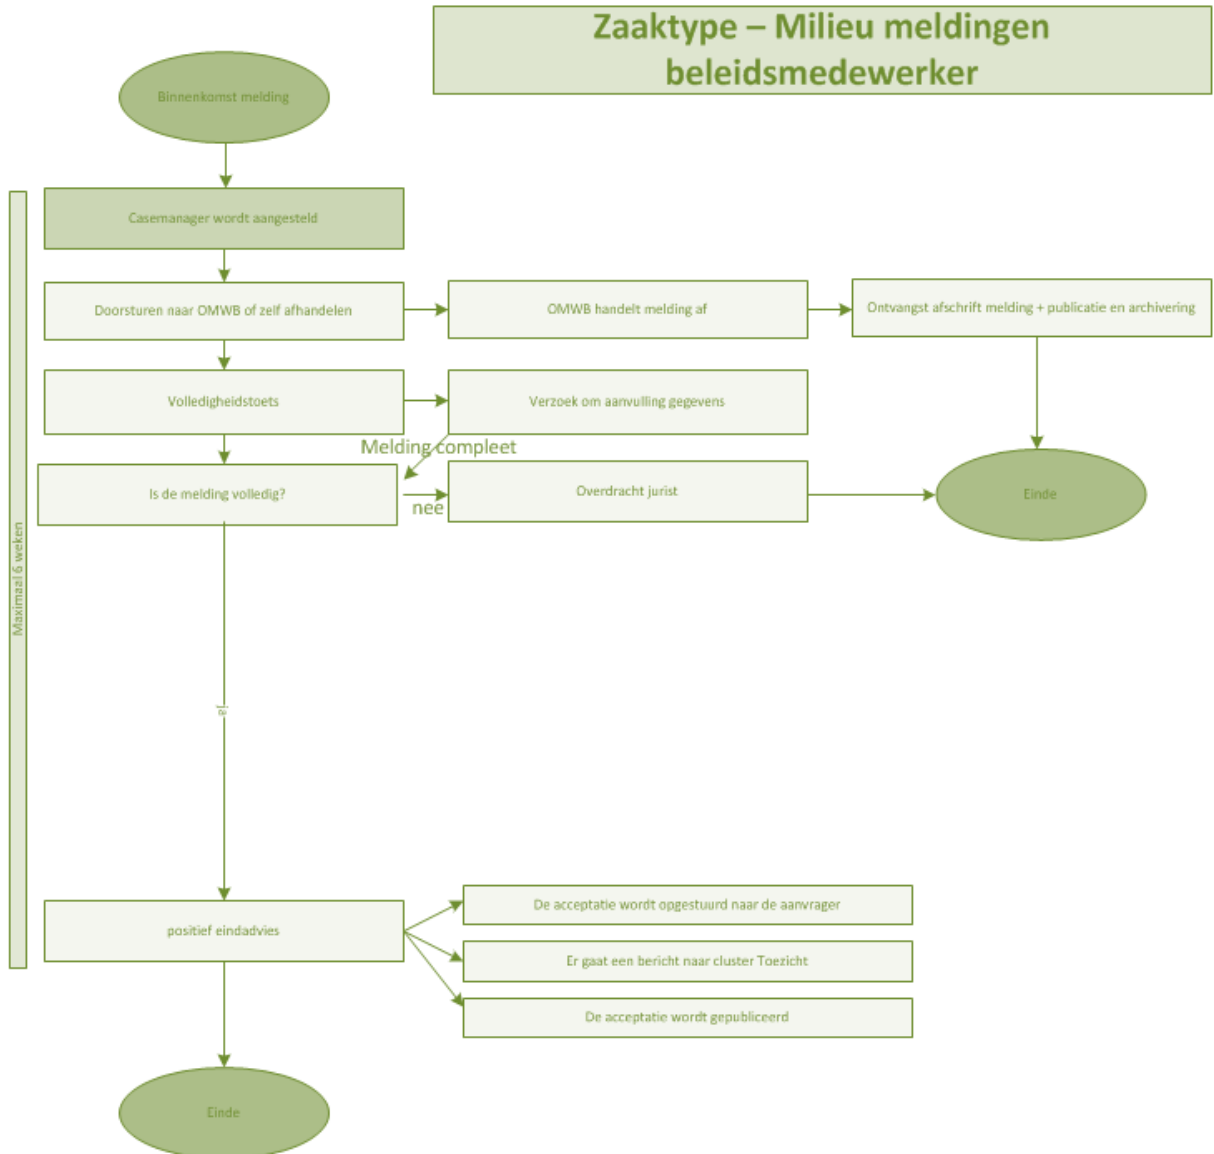 Zaaktype – Milieu meldingen
beleidsmedewerker
Binnenkomst melding
Casemanager wordt aangesteld
Doorsturen naar OMWB of zelf afhandelen
OMWB handelt melding af
Ontvangst afschrift melding + publicatie en archivering
Volledigheidstoets
Verzoek om aanvulling gegevens
Melding compleet
Is de melding volledig?
nee
Overdracht jurist
Einde
Maximaal 6 weken
ja
positief eindadvies
De acceptatie wordt opgestuurd naar de aanvrager
Er gaat een bericht naar cluster Toezicht
De acceptatie wordt gepubliceerd
Einde